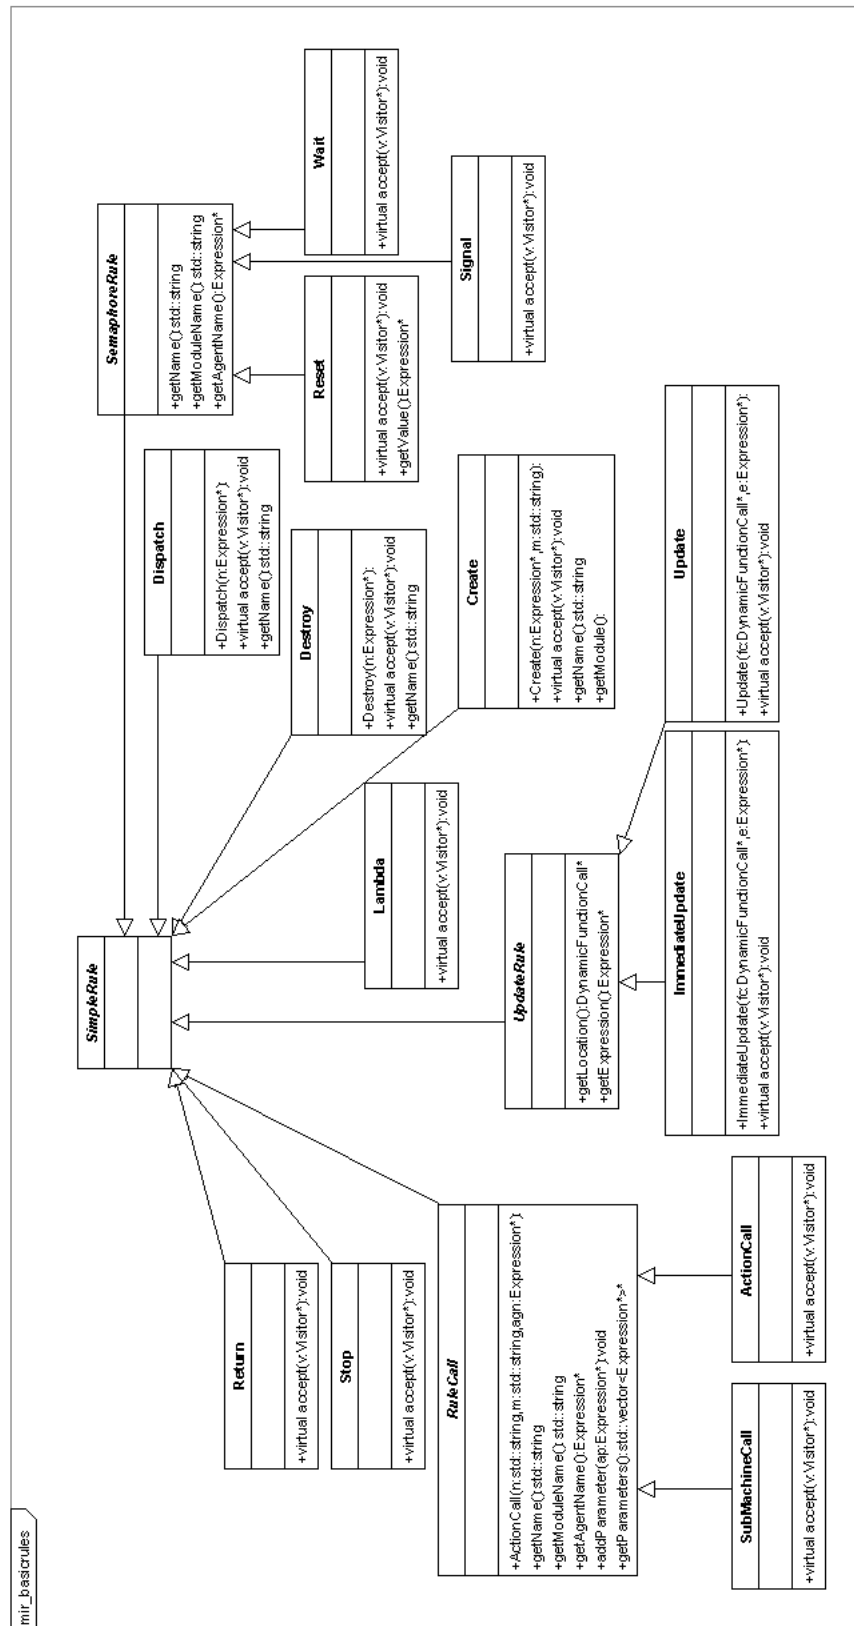 mir_basicrules
SimpleRule
SemaphoreRule
+getName():std::string
+getModuleName():std::string
+getAgentName():Expression*
Dispatch
+Dispatch(n:Expression*):
+virtual accept(v:Visitor*):void
+getName():std::string
Return
+virtual accept(v:Visitor*):void
Destroy
+Destroy(n:Expression*):
+virtual accept(v:Visitor*):void
+getName():std::string
Reset
+virtual accept(v:Visitor*):void
+getValue():Expression*
Wait
+virtual accept(v:Visitor*):void
Stop
+virtual accept(v:Visitor*):void
Lambda
+virtual accept(v:Visitor*):void
RuleCall
+ActionCall(n:std::string,m:std::string,agn:Expression*):
+getName():std::string
+getModuleName():std::string
+getAgentName():Expression*
+addParameter(ap:Expression*):void
+getParameters():std::vector<Expression*>*
Create
+Create(n:Expression*,m:std::string):
+virtual accept(v:Visitor*):void
+getName():std::string
+getModule():
Signal
+virtual accept(v:Visitor*):void
UpdateRule
+getLocation():DynamicFunctionCall*
+getExpression():Expression*
ImmediateUpdate
+ImmediateUpdate(fc:DynamicFunctionCall*,e:Expression*):
+virtual accept(v:Visitor*):void
Update
+Update(fc:DynamicFunctionCall*,e:Expression*):
+virtual accept(v:Visitor*):void
SubMachineCall
+virtual accept(v:Visitor*):void
ActionCall
+virtual accept(v:Visitor*):void